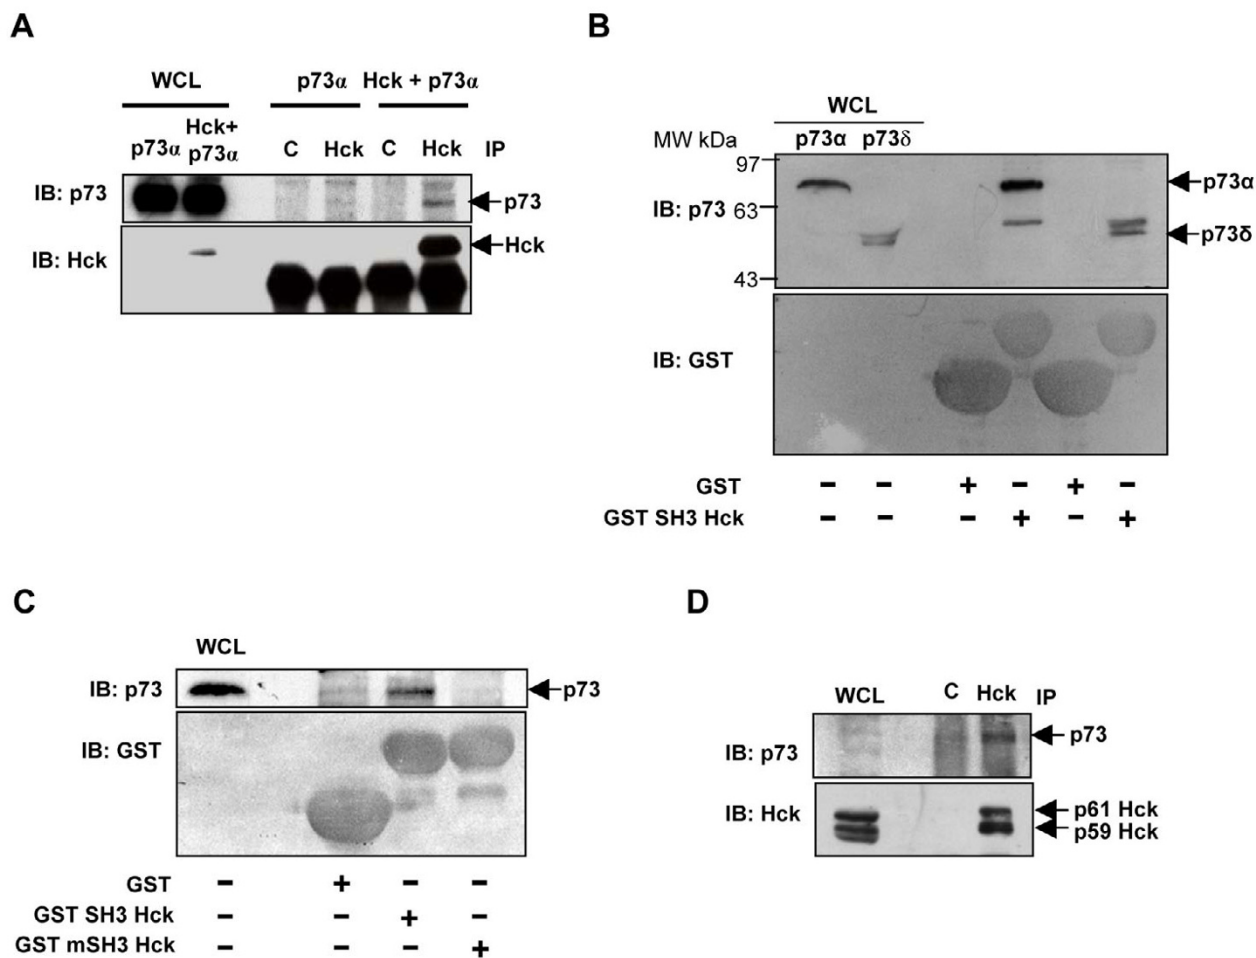 A
WCL p73α Hck + p73α
p73α Hck+ p73α C Hck C Hck IP
IB: p73 p73
IB: Hck Hck
B
WCL
MW kDa p73α p73δ
97
IB: p73 63
43
p73α
p73δ
IB: GST
GST − − + − + −
GST SH3 Hck − − − + − +
C
WCL
IB: p73 p73
IB: GST
GST − + − −
GST SH3 Hck − − + −
GST mSH3 Hck − − − +
D
WCL C Hck IP
IB: p73 p73
IB: Hck p61 Hck
p59 Hck